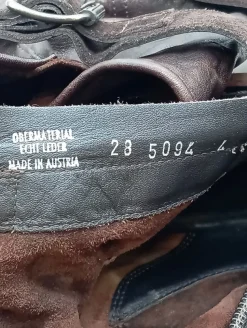 OBERMATERIAL
ECHT LEDER
MADE IN AUSTRIA
28 5094